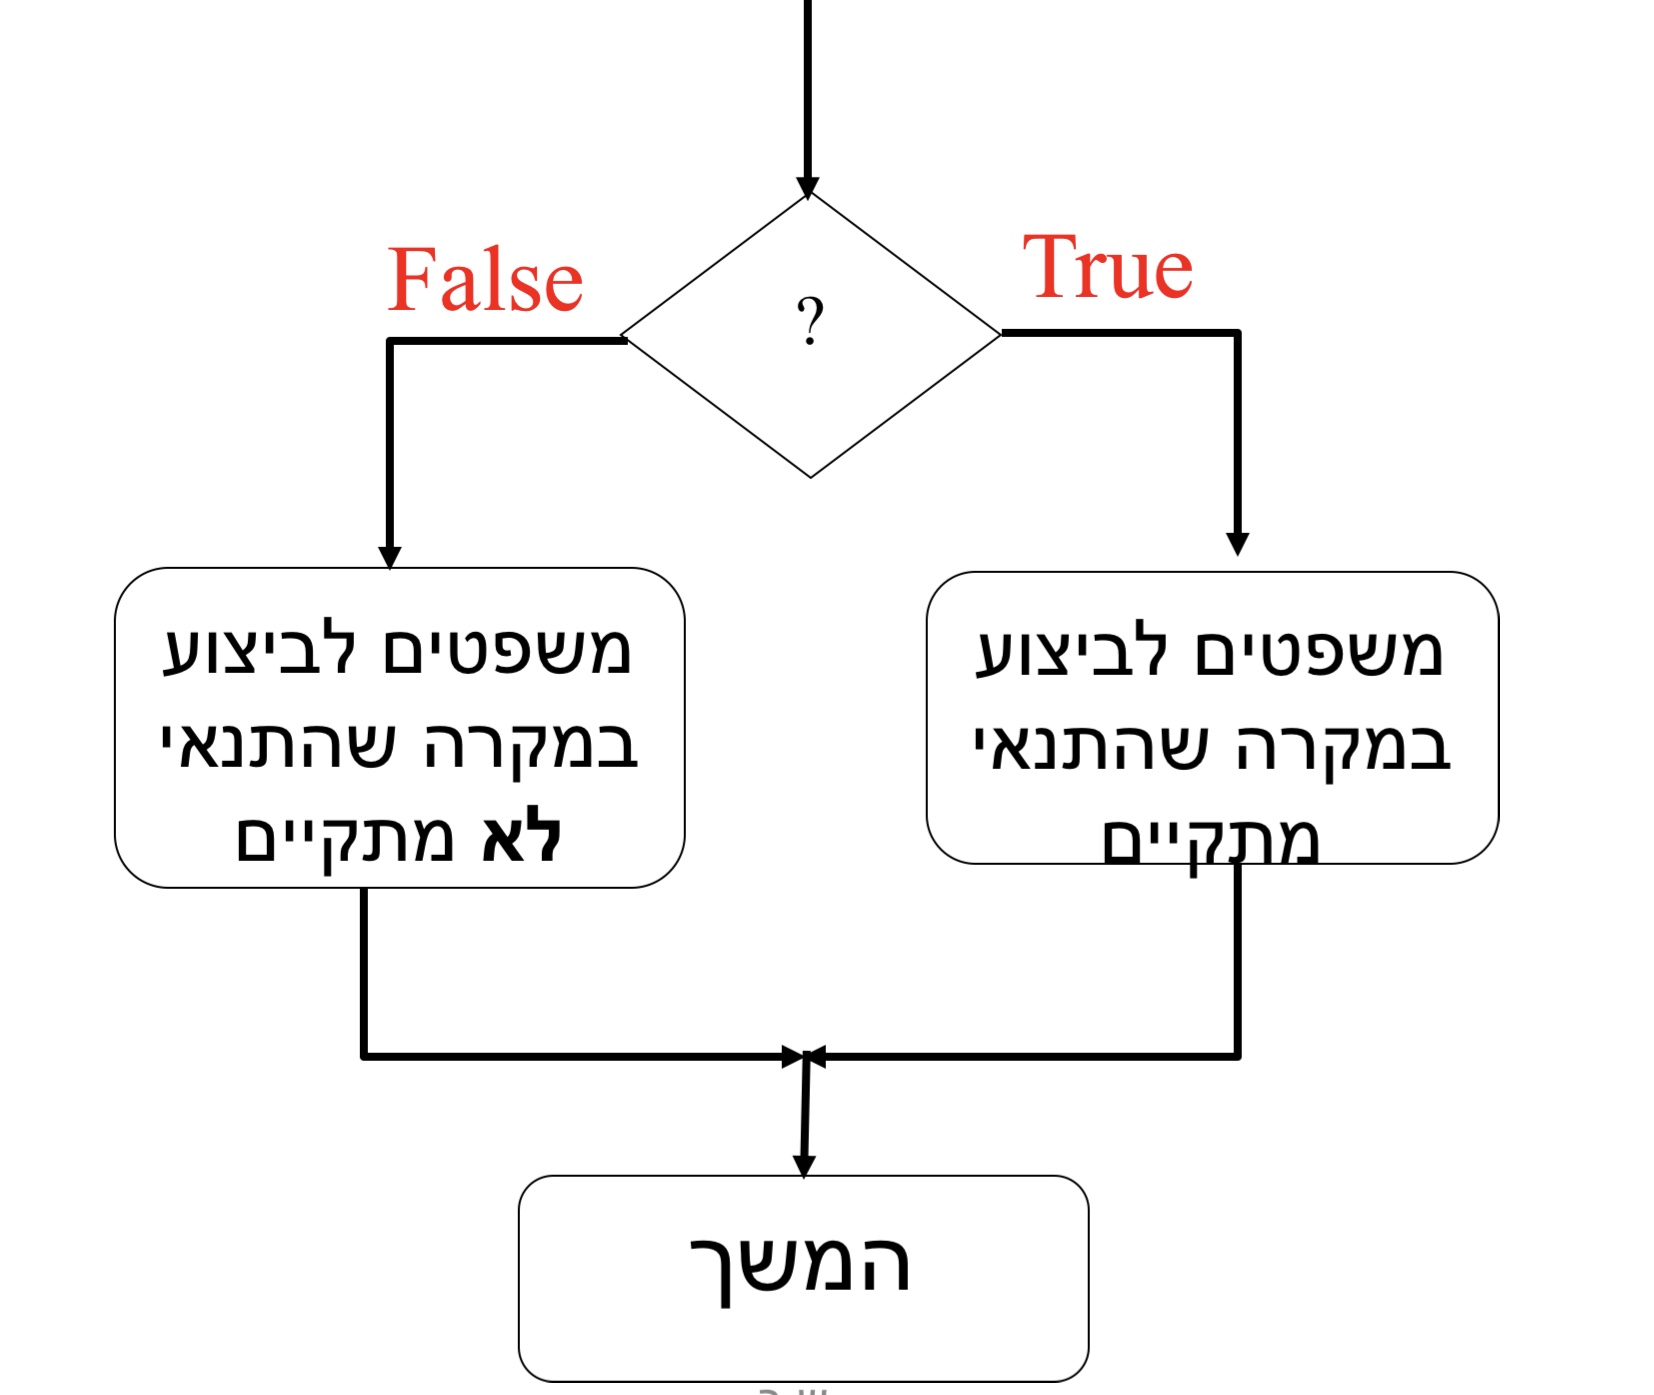 ?
True
False
משפטים לביצוע
במקרה שהתנאי
מתקיים
משפטים לביצוע
במקרה שהתנאי
לא מתקיים
המשך